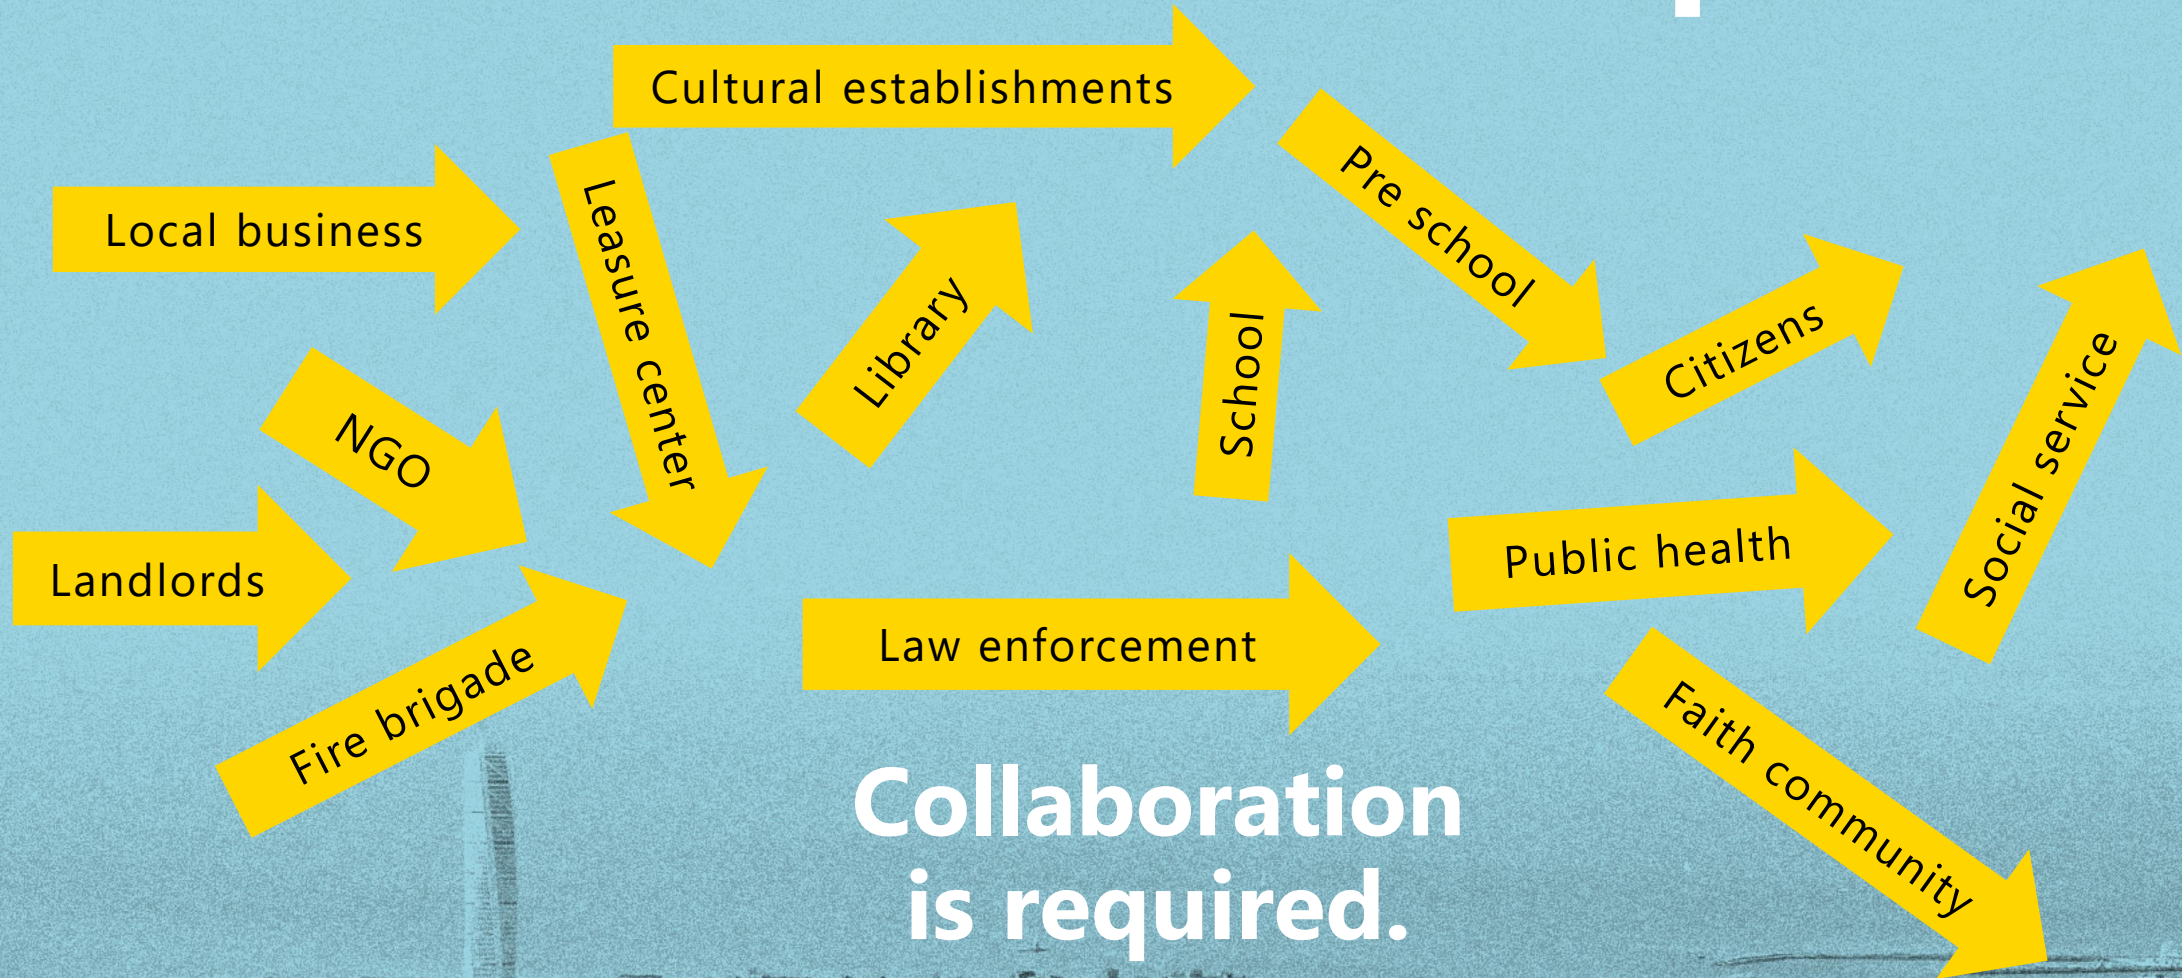 Cultural establishments
Local business
Leasure center
Pre school
Library
School
Citizens
Social service
NGO
Landlords
Public health
Fire brigade
Law enforcement
Faith community
Collaboration
is required.